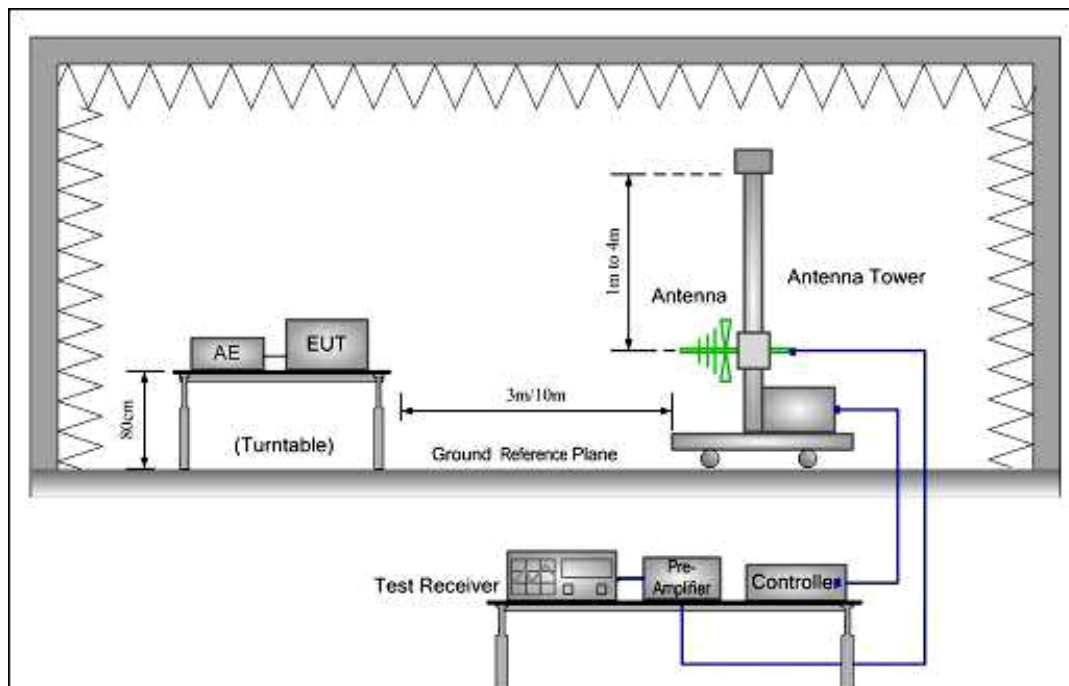 1m to 4m
Antenna
Antenna Tower
AE
EUT
80cm
3m/10m
(Turntable)
Ground Reference Plane
Test Receiver
Pre-
Amplifier
Controller